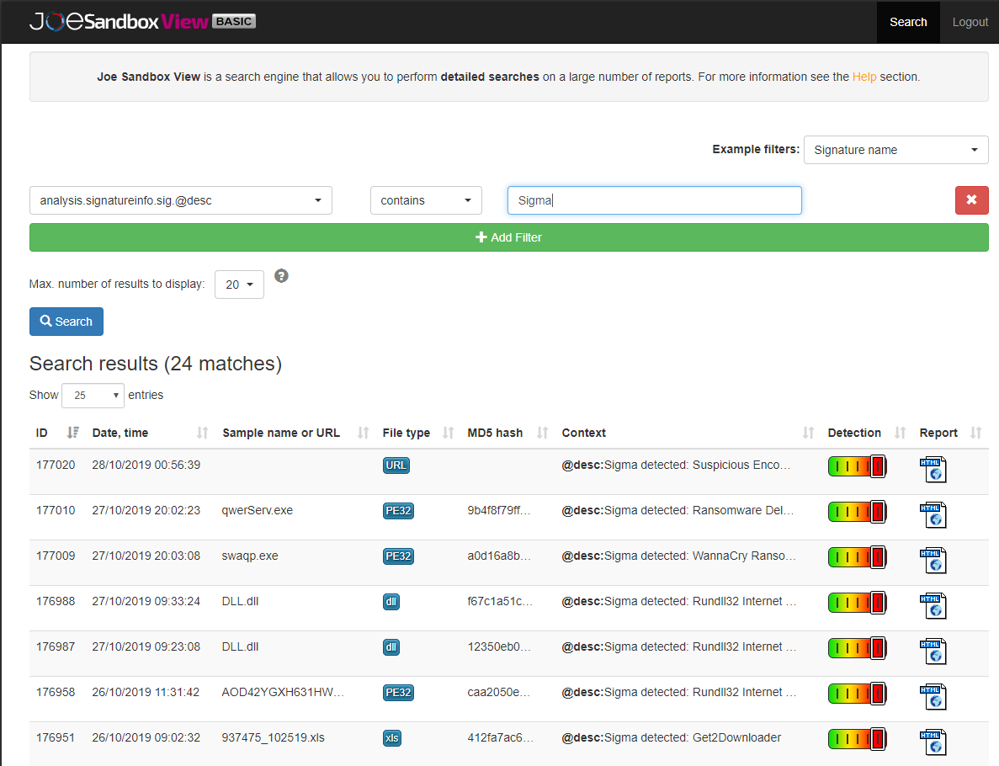 JOESandbox View BASIC
Search Logout
Joe Sandbox View is a search engine that allows you to perform detailed searches on a large number of reports. For more information see the Help section.
Example filters: Signature name
analysis.signatureinfo.sig.@desc contains Sigma
Add Filter
Max. number of results to display: 20 ?
Search
Search results (24 matches)
Show 25 entries
ID Date, time Sample name or URL File type MD5 hash Context Detection Report
177020 28/10/2019 00:56:39 URL @desc:Sigma detected: Suspicious Enco… HTML
177010 27/10/2019 20:02:23 qwerServ.exe PE32 9b4f8f79ff… @desc:Sigma detected: Ransomware Del… HTML
177009 27/10/2019 20:03:08 swaqp.exe PE32 a0d16a8b… @desc:Sigma detected: WannaCry Ranso… HTML
176988 27/10/2019 09:33:24 DLL.dll dll f67c1a51c… @desc:Sigma detected: Rundll32 Internet … HTML
176987 27/10/2019 09:23:08 DLL.dll dll 12350eb0… @desc:Sigma detected: Rundll32 Internet … HTML
176958 26/10/2019 11:31:42 AOD42YGXH631HW… PE32 caa2050e… @desc:Sigma detected: Rundll32 Internet … HTML
176951 26/10/2019 09:02:32 937475_102519.xls xls 412fa7ac6… @desc:Sigma detected: Get2Downloader HTML